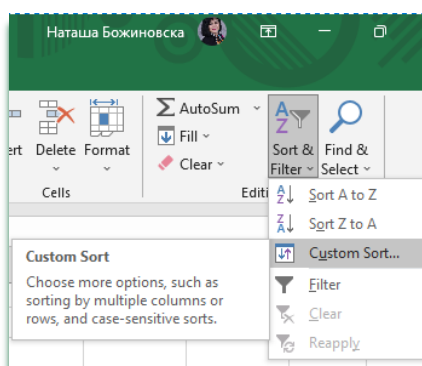 Наташа Божиновска
AutoSum
Fill
Clear
Delete
Format
Sort &
Filter
Find &
Select
Cells
Sort A to Z
Sort Z to A
Custom Sort...
Filter
Clear
Reapply
Custom Sort
Choose more options, such as
sorting by multiple columns or
rows, and case-sensitive sorts.